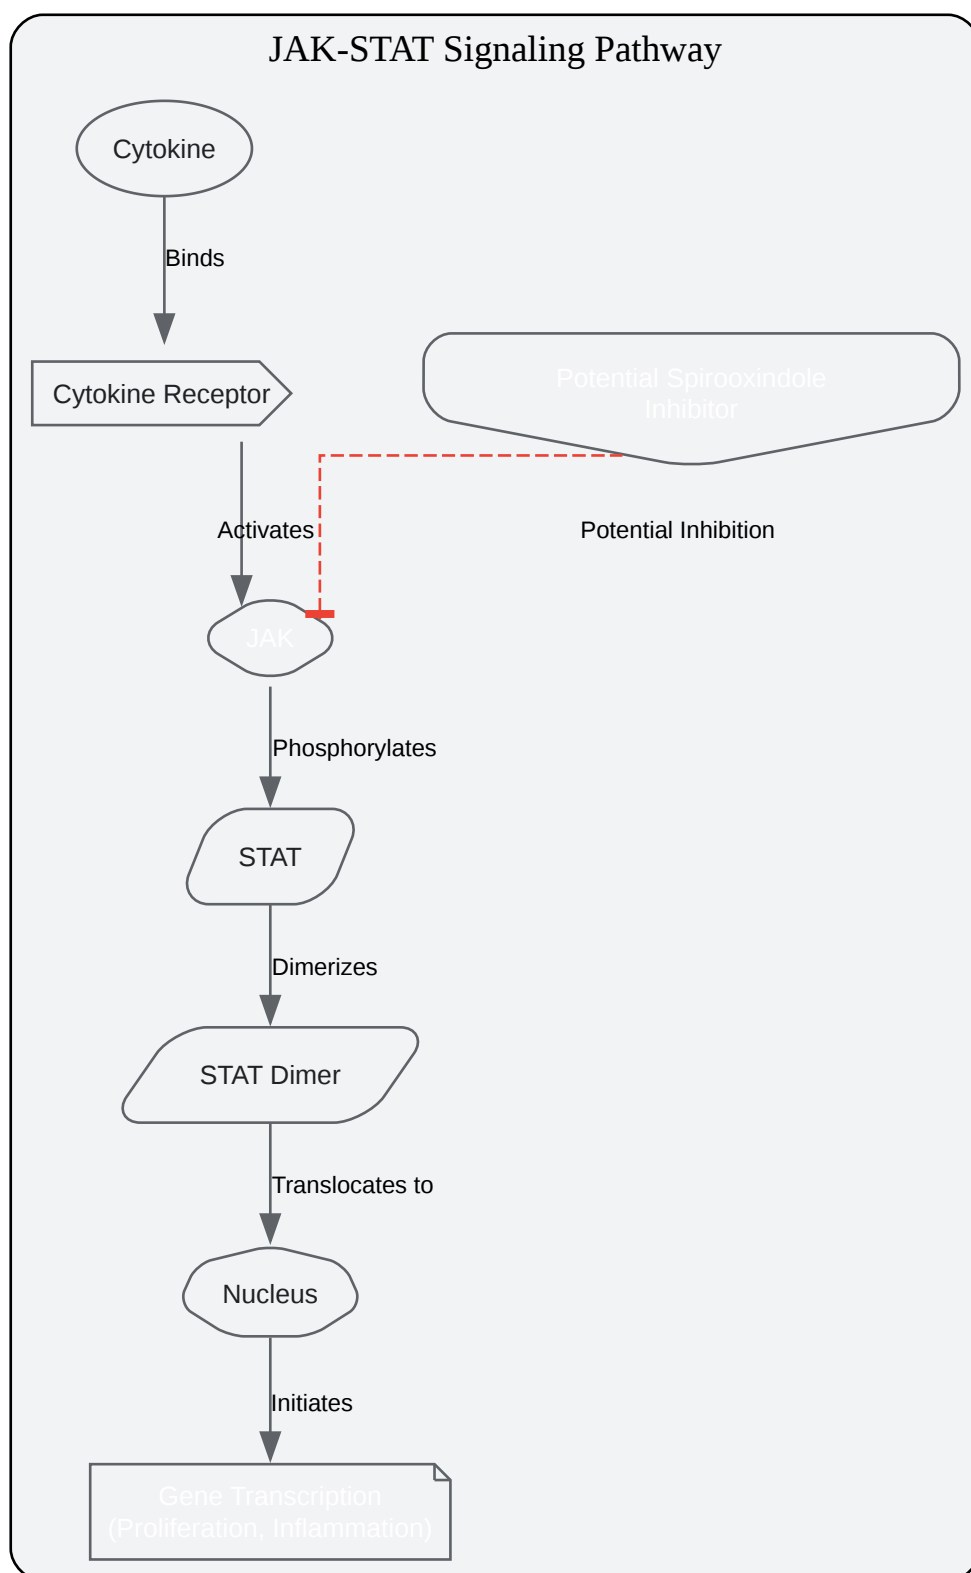 JAK-STAT Signaling Pathway
Cytokine
Binds
Cytokine Receptor
Potential Spirooxindole
Inhibitor
Activates
Potential Inhibition
JAK
Phosphorylates
STAT
Dimerizes
STAT Dimer
Translocates to
Nucleus
Initiates
Gene Transcription
(Proliferation, Inflammation)